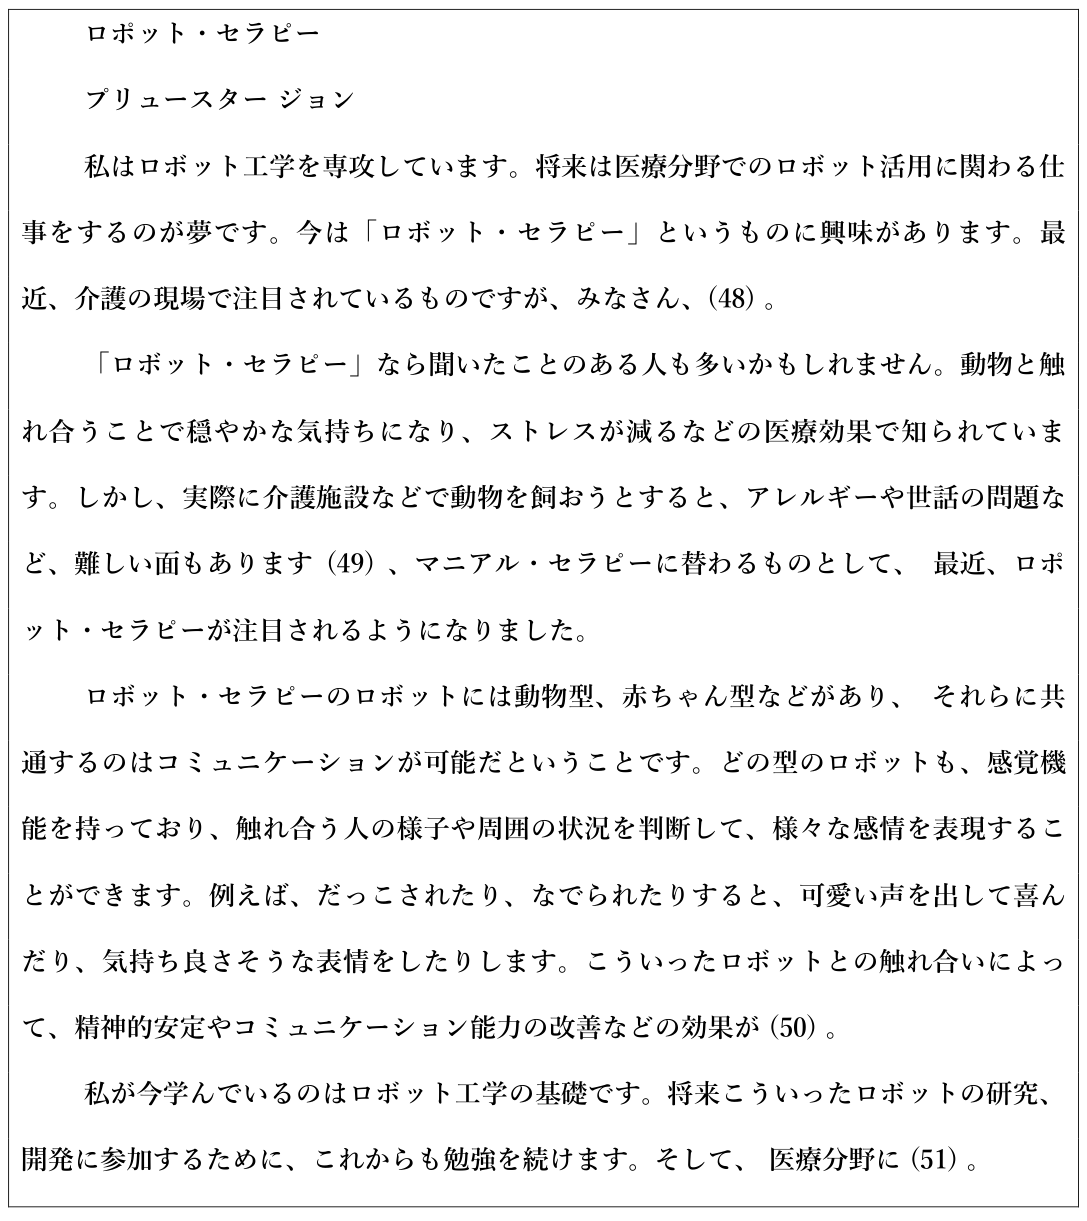 ロポット・セラピー
プリュースター ジョン
私はロボット工学を専攻しています。将来は医療分野でのロボット活用に関わる仕
事をするのが夢です。今は「ロボット・セラピー」というものに興味があります。最
近、介護の現場で注目されているものですが、みなさん、(48) 。
「ロボット・セラピー」なら聞いたことのある人も多いかもしれません。動物と触
れ合うことで穏やかな気持ちになり、ストレスが減るなどの医療効果で知られていま
す。しかし、実際に介護施設などで動物を飼おうとすると、アレルギーや世話の問題な
ど、難しい面もあります (49) 、マニアル・セラピーに替わるものとして、 最近、ロポ
ット・セラピーが注目されるようになりました。
ロボット・セラピーのロボットには動物型、赤ちゃん型などがあり、 それらに共
通するのはコミュニケーションが可能だということです。どの型のロボットも、感覚機
能を持っており、触れ合う人の様子や周囲の状況を判断して、様々な感情を表現するこ
とができます。例えば、だっこされたり、なでられたりすると、可愛い声を出して喜ん
だり、気持ち良さそうな表情をしたりします。こういったロボットとの触れ合いによっ
て、精神的安定やコミュニケーション能力の改善などの効果が (50) 。
私が今学んでいるのはロボット工学の基礎です。将来こういったロボットの研究、
開発に参加するために、これからも勉強を続けます。そして、 医療分野に (51) 。